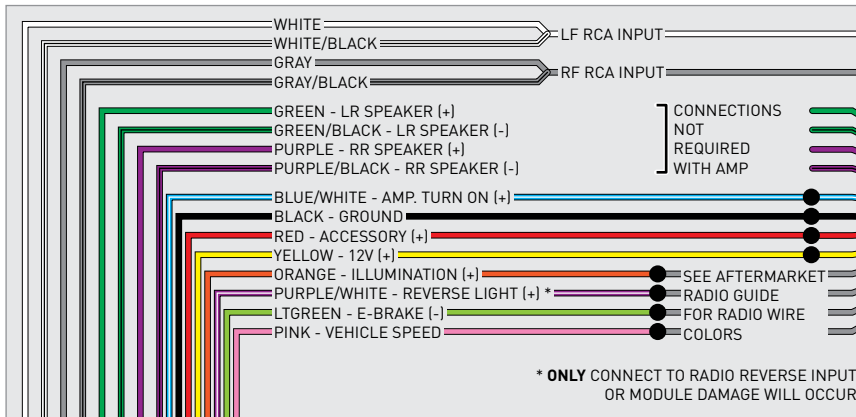 WHITE
WHITE/BLACK
LF RCA INPUT
GRAY
GRAY/BLACK
RF RCA INPUT
GREEN - LR SPEAKER (+)
GREEN/BLACK - LR SPEAKER (-)
PURPLE - RR SPEAKER (+)
PURPLE/BLACK - RR SPEAKER (-)
CONNECTIONS
NOT
REQUIRED
WITH AMP
BLUE/WHITE - AMP. TURN ON (+)
BLACK - GROUND
RED - ACCESSORY (+)
YELLOW - 12V (+)
ORANGE - ILLUMINATION (+)
PURPLE/WHITE - REVERSE LIGHT (+) *
LTGREEN - E-BRAKE (-)
PINK - VEHICLE SPEED
SEE AFTERMARKET
RADIO GUIDE
FOR RADIO WIRE
COLORS
* ONLY CONNECT TO RADIO REVERSE INPUT
OR MODULE DAMAGE WILL OCCUR